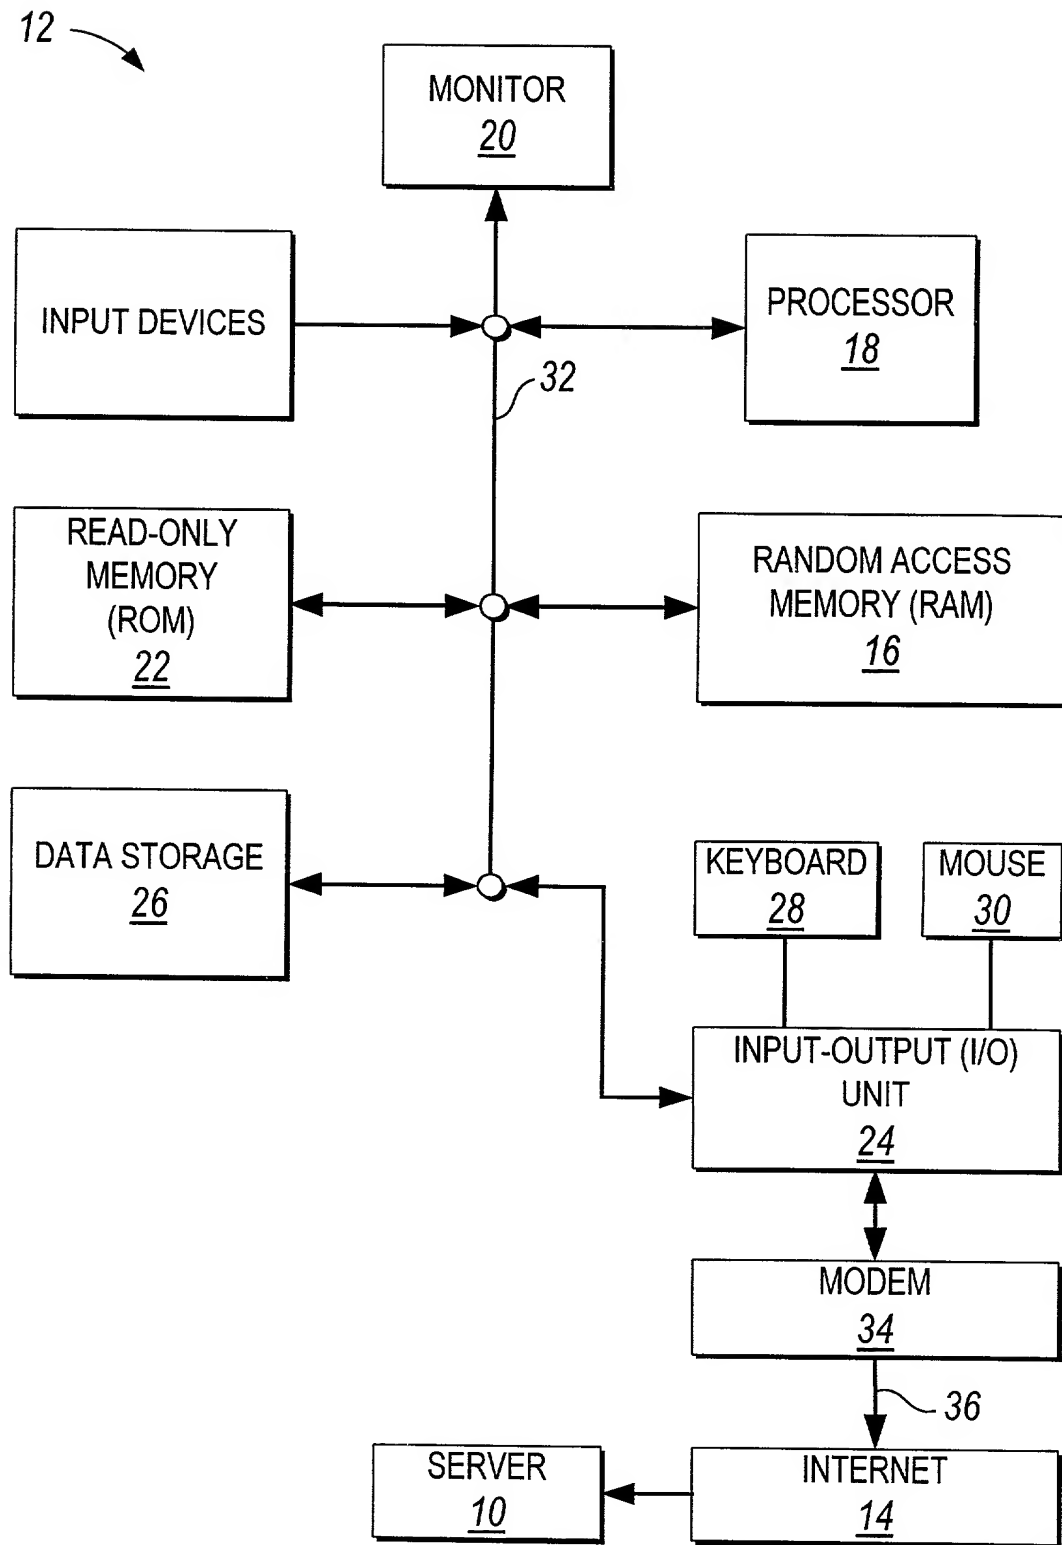 12
MONITOR
20
INPUT DEVICES
PROCESSOR
18
32
READ-ONLY
MEMORY
(ROM)
22
RANDOM ACCESS
MEMORY (RAM)
16
DATA STORAGE
26
KEYBOARD
28
MOUSE
30
INPUT-OUTPUT (I/O)
UNIT
24
MODEM
34
36
SERVER
10
INTERNET
14